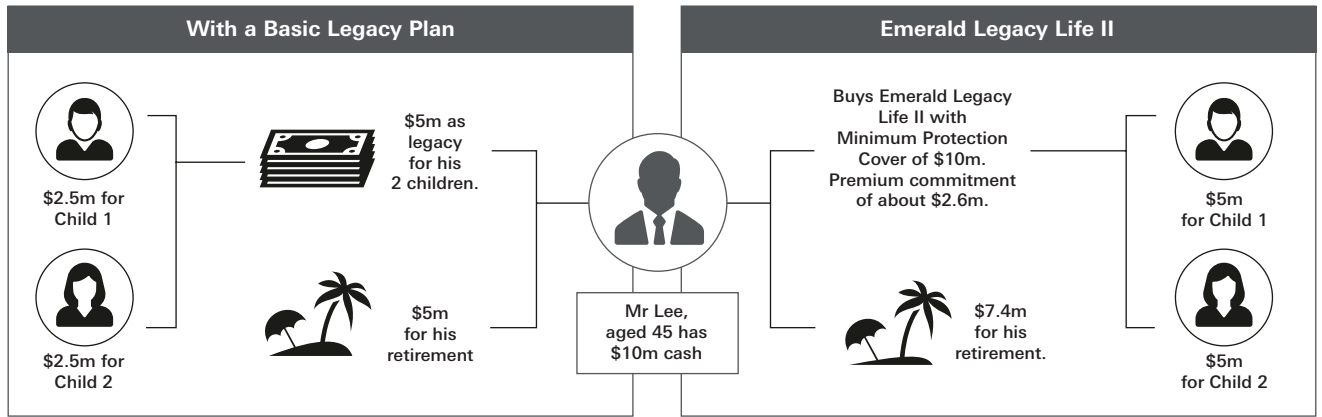 With a Basic Legacy Plan
$2.5m for
Child 1
$2.5m for
Child 2
$5m as
legacy
for his
2 children.
$5m
for his
retirement
Mr Lee,
aged 45 has
$10m cash
Emerald Legacy Life II
Buys Emerald Legacy
Life II with
Minimum Protection
Cover of $10m.
Premium commitment
of about $2.6m.
$7.4m
for his
retirement.
$5m
for Child 1
$5m
for Child 2